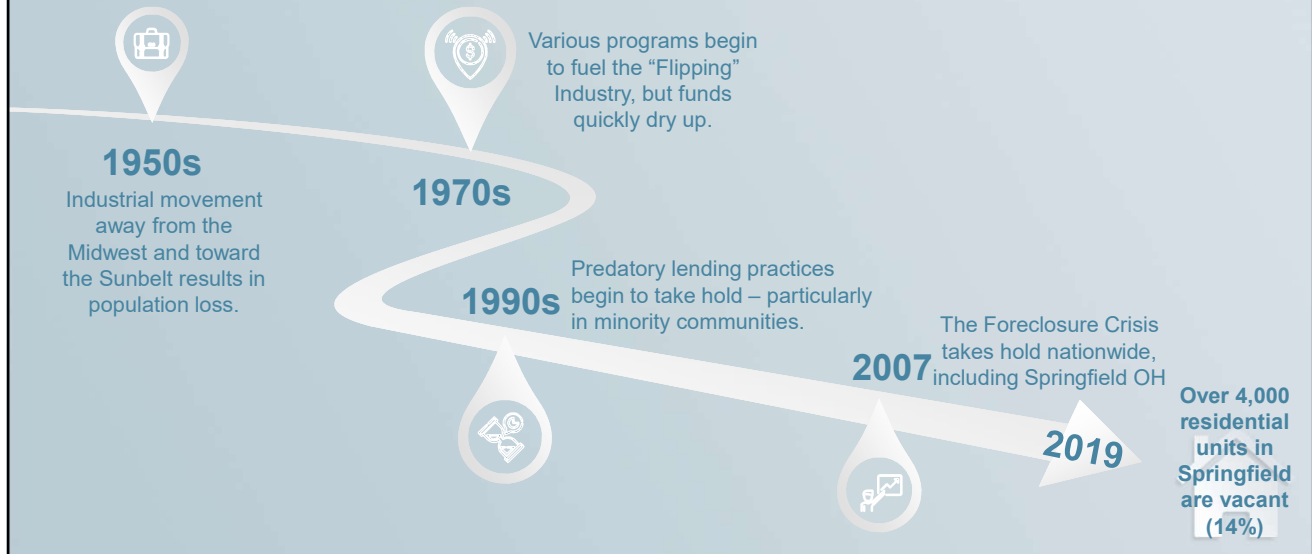 1950s
Industrial movement
away from the
Midwest and toward
the Sunbelt results in
population loss.
1970s
Various programs begin
to fuel the “Flipping”
Industry, but funds
quickly dry up.
1990s
Predatory lending practices
begin to take hold – particularly
in minority communities.
2007
The Foreclosure Crisis
takes hold nationwide,
including Springfield OH
2019
Over 4,000
residential
units in
Springfield
are vacant
(14%)